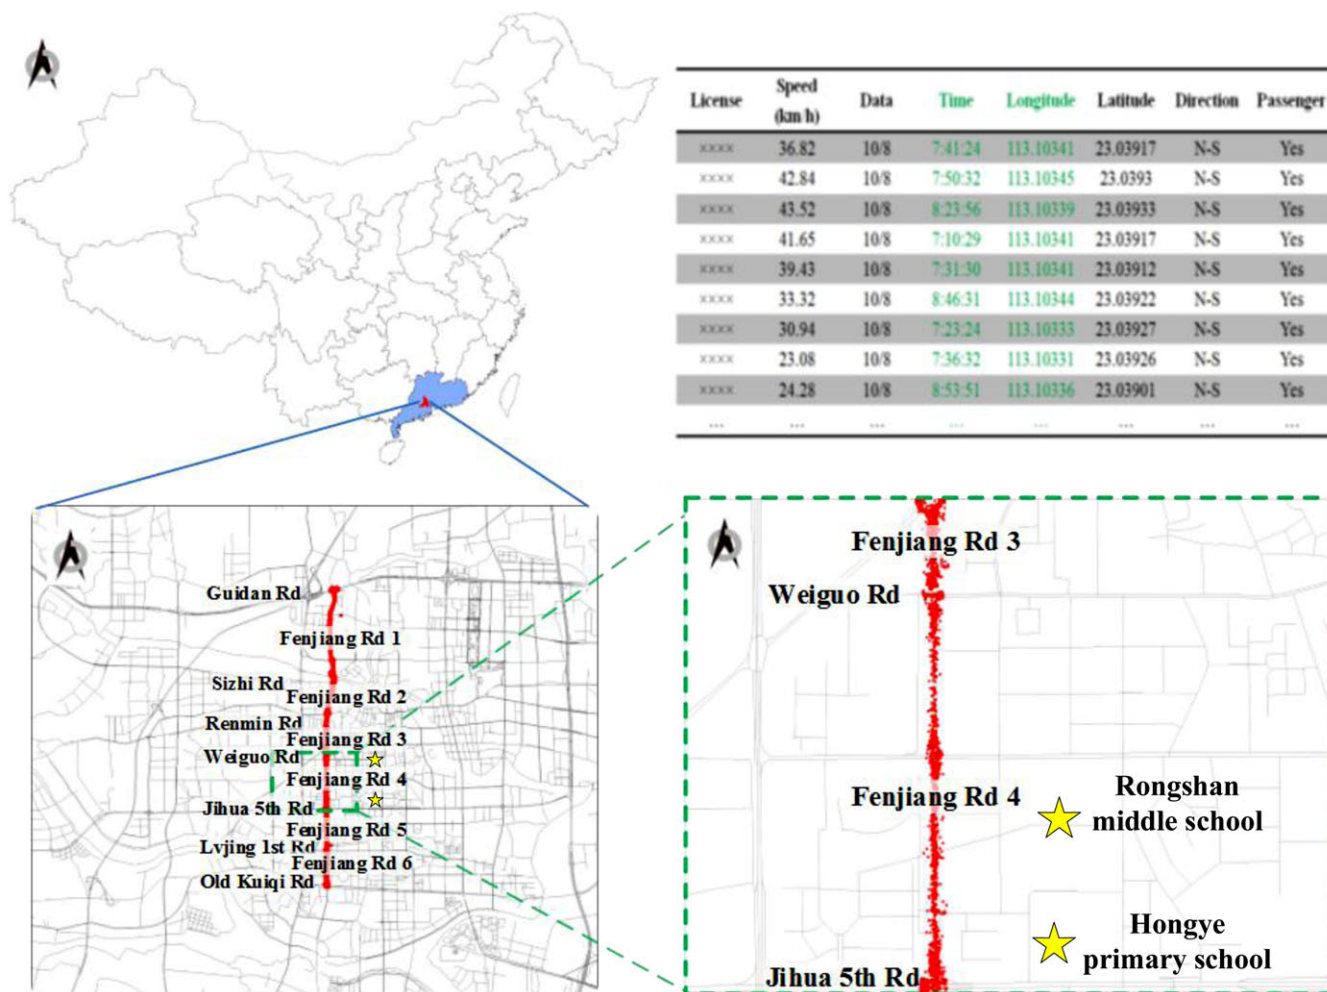 License Speed (km/h) Data Time Longitude Latitude Direction Passenger
xxxx 36.82 10/8 7:41:24 113.10341 23.03917 N-S Yes
xxxx 42.84 10/8 7:50:32 113.10345 23.0393 N-S Yes
xxxx 43.52 10/8 8:23:56 113.10339 23.03933 N-S Yes
xxxx 41.65 10/8 7:10:29 113.10341 23.03917 N-S Yes
xxxx 39.43 10/8 7:31:30 113.10341 23.03912 N-S Yes
xxxx 33.32 10/8 8:46:31 113.10344 23.03922 N-S Yes
xxxx 30.94 10/8 7:23:24 113.10333 23.03927 N-S Yes
xxxx 23.08 10/8 7:36:32 113.10331 23.03926 N-S Yes
xxxx 24.28 10/8 8:53:51 113.10336 23.03901 N-S Yes
... ... ... ... ... ... ... ...
Guidan Rd
Fenjiang Rd 1
Sizhi Rd
Fenjiang Rd 2
Renmin Rd
Fenjiang Rd 3
Weiguo Rd
Fenjiang Rd 4
Jihua 5th Rd
Fenjiang Rd 5
Lvjing 1st Rd
Fenjiang Rd 6
Old Kuiqi Rd
Fenjiang Rd 3
Weiguo Rd
Fenjiang Rd 4
Rongshan
middle school
Hongye
primary school
Jihua 5th Rd